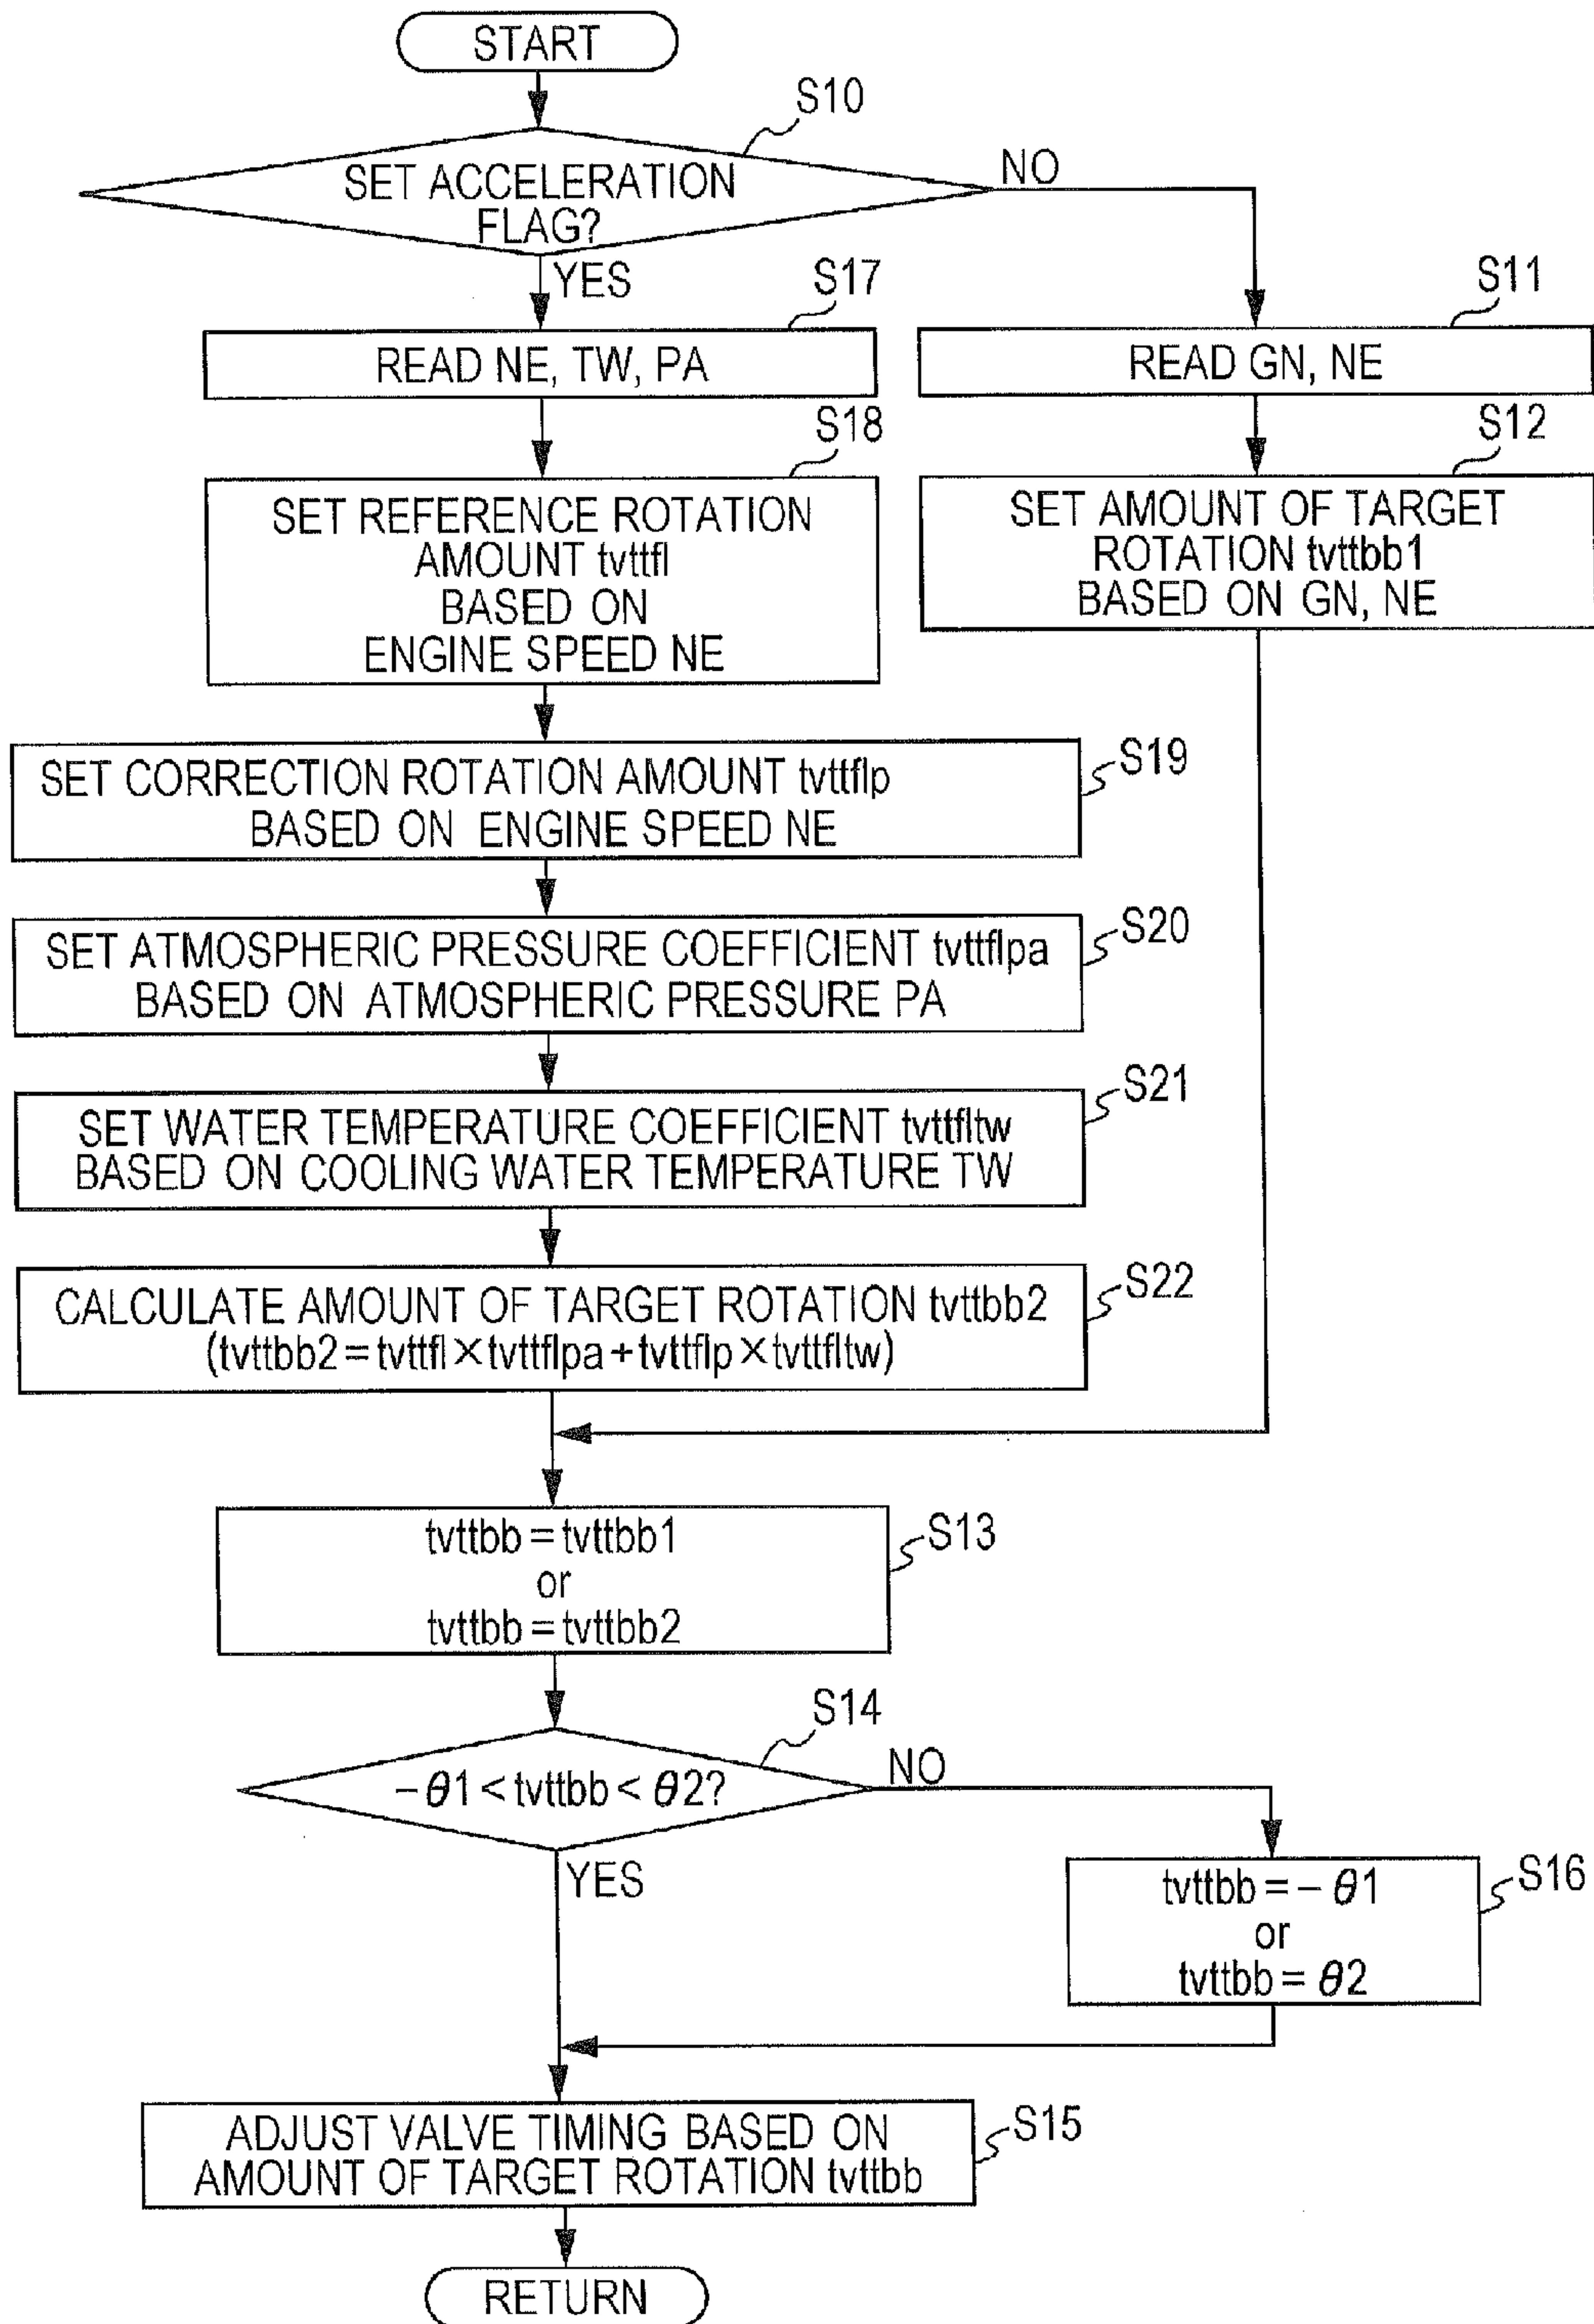 START
S10
SET ACCELERATION
FLAG?
NO
YES
S17
READ NE, TW, PA
S11
READ GN, NE
S18
SET REFERENCE ROTATION
AMOUNT tvttfl
BASED ON
ENGINE SPEED NE
S12
SET AMOUNT OF TARGET
ROTATION tvttbb1
BASED ON GN, NE
SET CORRECTION ROTATION AMOUNT tvttflp
BASED ON ENGINE SPEED NE
S19
SET ATMOSPHERIC PRESSURE COEFFICIENT tvttflpa
BASED ON ATMOSPHERIC PRESSURE PA
S20
SET WATER TEMPERATURE COEFFICIENT tvttfltw
BASED ON COOLING WATER TEMPERATURE TW
S21
CALCULATE AMOUNT OF TARGET ROTATION tvttbb2
(tvttbb2=tvttfl×tvttflpa+tvttflp×tvttfltw)
S22
tvttbb=tvttbb1
or
tvttbb=tvttbb2
S13
S14
-θ1<tvttbb<θ2?
NO
YES
tvttbb=-θ1
or
tvttbb=θ2
S16
ADJUST VALVE TIMING BASED ON
AMOUNT OF TARGET ROTATION tvttbb
S15
RETURN